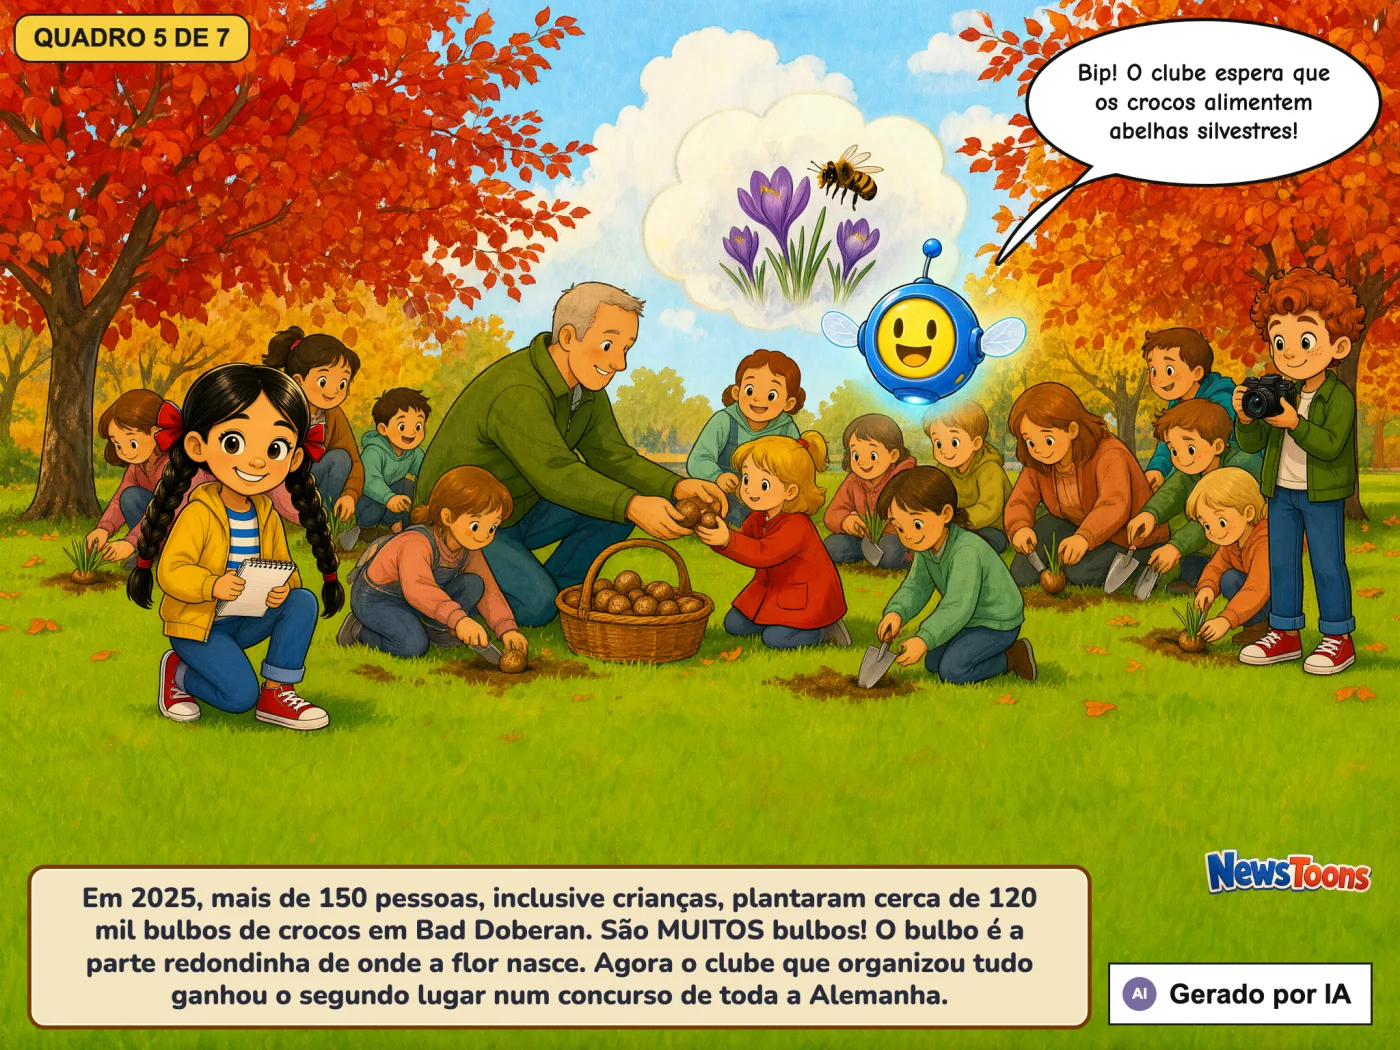 QUADRO 5 DE 7
Bip! O clube espera que
os crocos alimentem
abelhas silvestres!
NewsToons
Em 2025, mais de 150 pessoas, inclusive crianças, plantaram cerca de 120
mil bulbos de crocos em Bad Doberan. São MUITOS bulbos! O bulbo é a
parte redondinha de onde a flor nasce. Agora o clube que organizou tudo
ganhou o segundo lugar num concurso de toda a Alemanha.
AI Gerado por IA